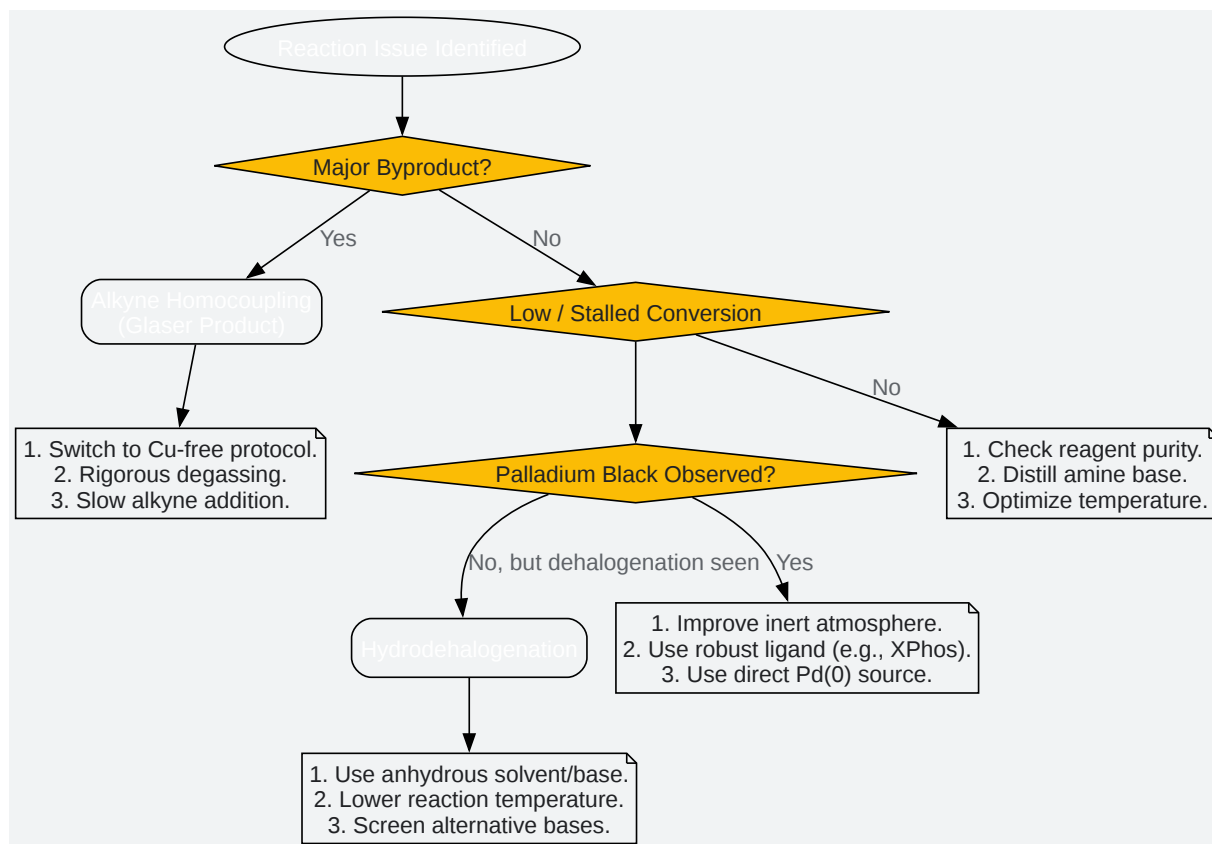 Reaction Issue Identified
Major Byproduct?
Yes
No
Alkyne Homocoupling
(Glaser Product)
Low / Stalled Conversion
No
1. Switch to Cu-free protocol.
2. Rigorous degassing.
3. Slow alkyne addition.
Palladium Black Observed?
1. Check reagent purity.
2. Distill amine base.
3. Optimize temperature.
No, but dehalogenation seen
Yes
Hydrodehalogenation
1. Improve inert atmosphere.
2. Use robust ligand (e.g., XPhos).
3. Use direct Pd(0) source.
1. Use anhydrous solvent/base.
2. Lower reaction temperature.
3. Screen alternative bases.